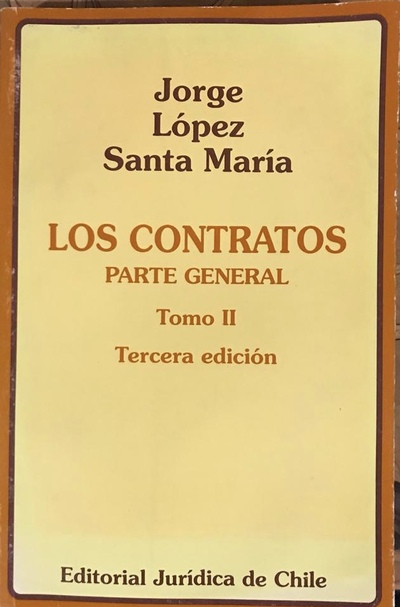 Jorge
López
Santa María
LOS CONTRATOS
PARTE GENERAL
Tomo II
Tercera edición
Editorial Jurídica de Chile